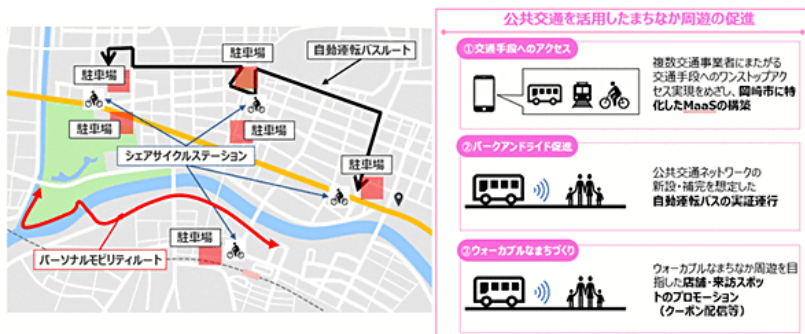 駐車場
自動運転バスルート
駐車場
駐車場
駐車場
シェアサイクルステーション
駐車場
駐車場
パーソナルモビリティルート
公共交通を活用したまちなか周遊の促進
①交通手段へのアクセス
複数交通事業者にまたがる
交通手段へのワンストップアク
セス実現をめざし、岡崎市に特
化したMaaSの構築
②パークアンドライド促進
公共交通ネットワークの
新設・補完を想定した
自動運転バスの実証運行
③ウォーカブルなまちづくり
ウォーカブルなまちなか周遊を目
指した店舗・来訪スポッ
トのプロモーション
（クーポン配信等）